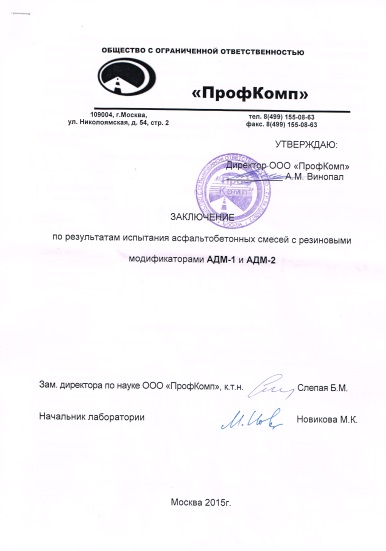 ОБЩЕСТВО С ОГРАНИЧЕННОЙ ОТВЕТСТВЕННОСТЬЮ
«ПрофКомп»
109004, г.Москва,
ул. Николоямская, д. 54, стр. 2
тел. 8(499) 155-08-63
факс. 8(499) 155-08-63
УТВЕРЖДАЮ:
Директор ООО «ПрофКомп»
А.М. Винопал
Проф
Комп
ЗАКЛЮЧЕНИЕ
по результатам испытания асфальтобетонных смесей с резиновыми
модификаторами АДМ-1 и АДМ-2
Зам. директора по науке ООО «ПрофКомп», к.т.н. Слепая Б.М.
Начальник лаборатории Новикова М.К.
Москва 2015г.